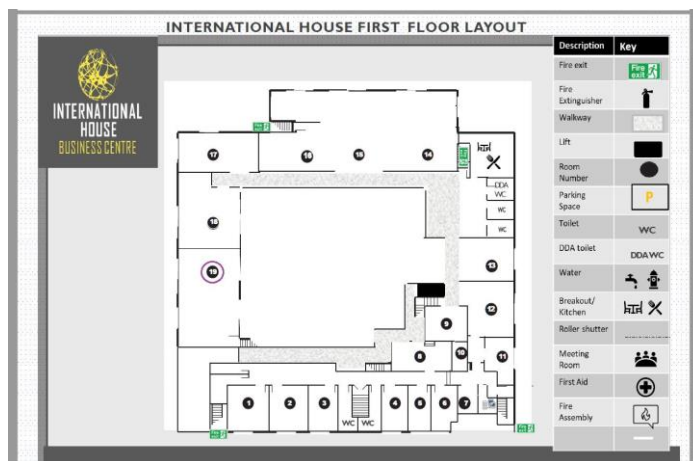 INTERNATIONAL HOUSE FIRST FLOOR LAYOUT
INTERNATIONAL
HOUSE
BUSINESS CENTRE
Description Key
Fire exit
Fire exit
Fire
Extinguisher
Walkway
Lift
Room
Number
Parking
Space
P
Toilet
WC
DDA toilet
DDA WC
Water
Breakout/
Kitchen
Roller shutter
Meeting
Room
First Aid
Fire
Assembly
17
16
15
14
DDA
WC
WC
WC
18
19
13
12
9
8
10
11
1
2
3
WC WC
4
5
6
7